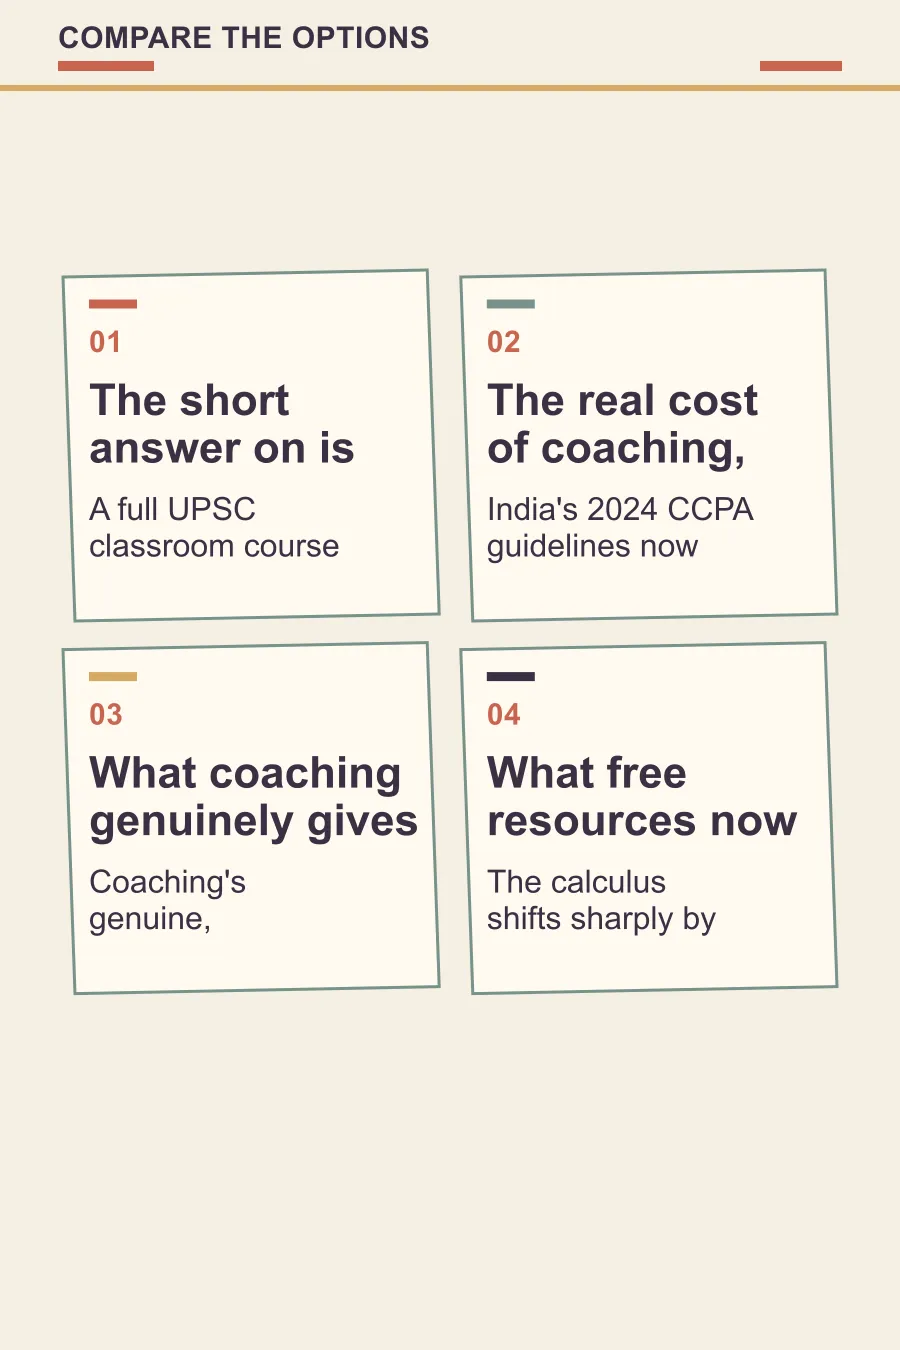 COMPARE THE OPTIONS
01
The short
answer on is
A full UPSC
classroom course
02
The real cost
of coaching,
India's 2024 CCPA
guidelines now
03
What coaching
genuinely gives
Coaching's
genuine,
04
What free
resources now
The calculus
shifts sharply by